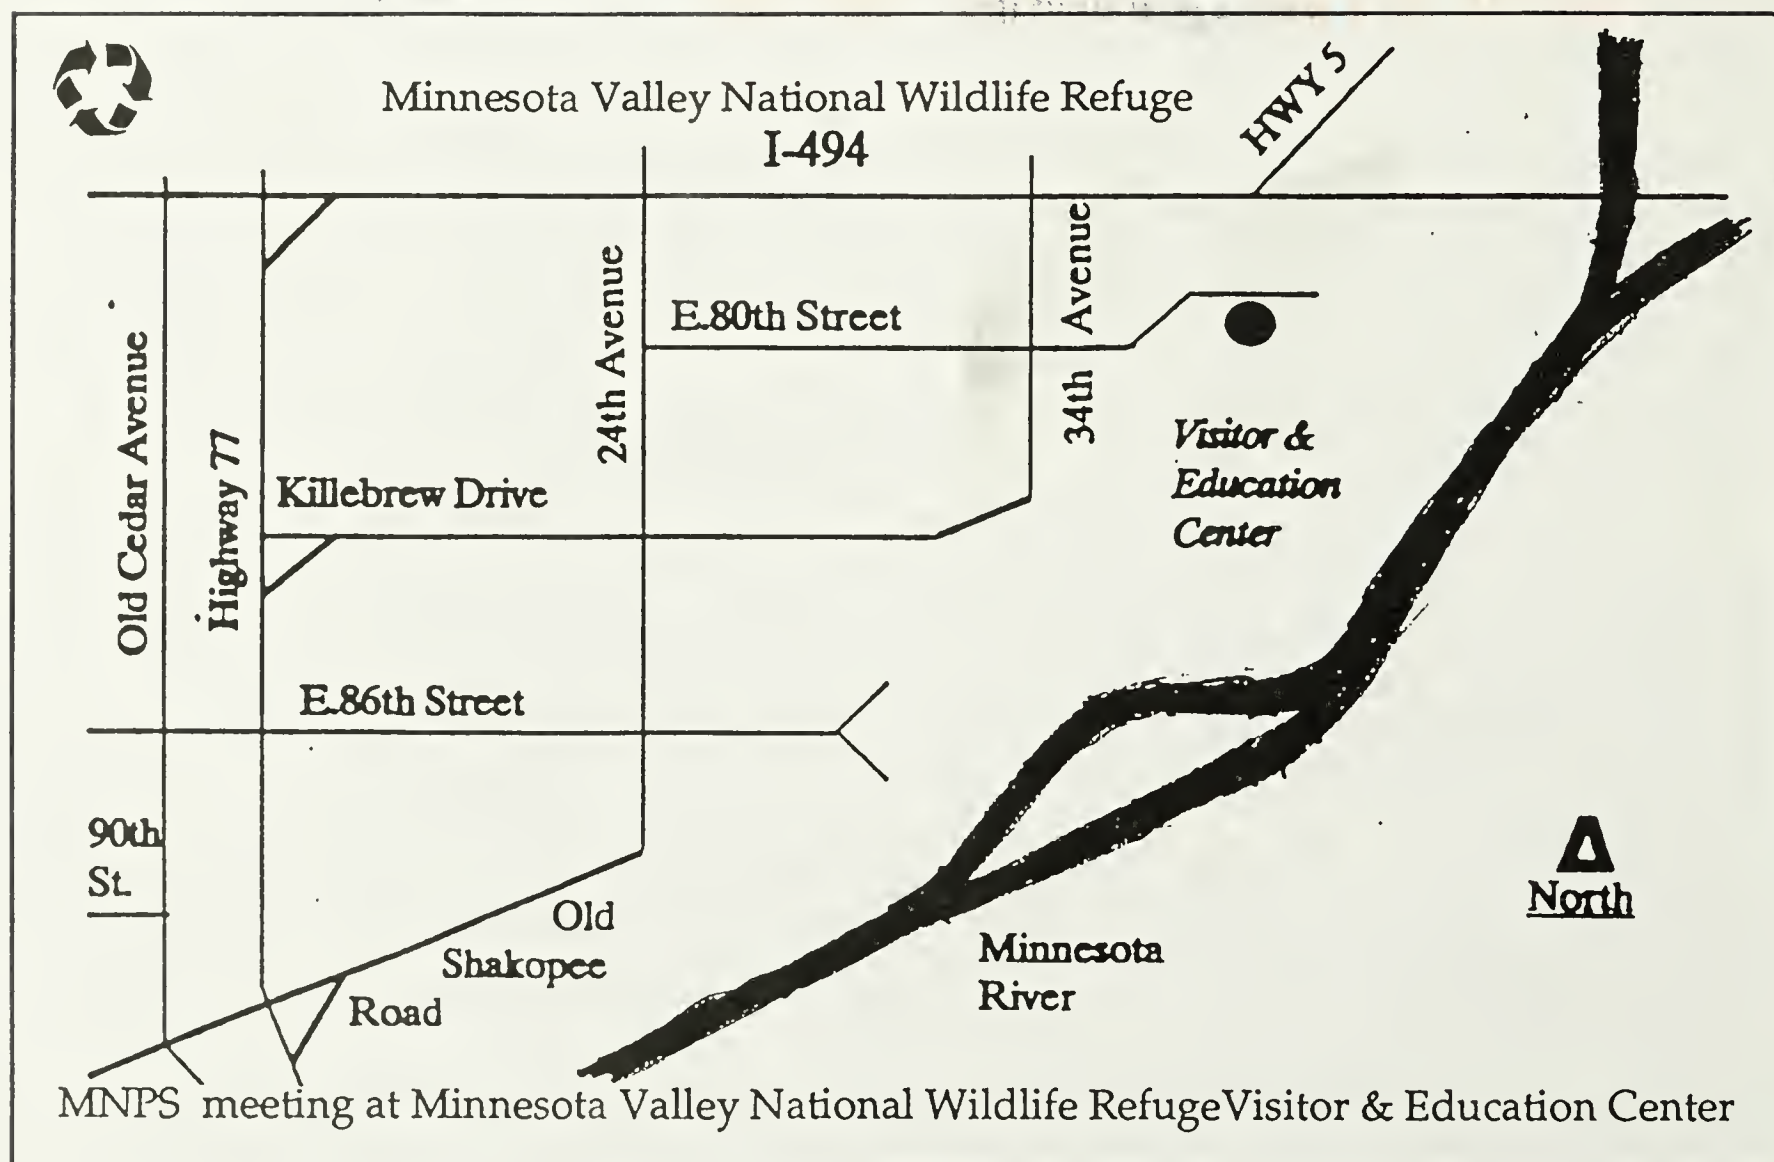 Minnesota Valley National Wildlife Refuge
I-494
HWY 5
Old Cedar Avenue
Highway 77
24th Avenue
34th Avenue
E.80th Street
Visitor &
Education
Center
Killebrew Drive
E.86th Street
90th
St.
Old
Shakopee
Road
Minnesota
River
North
MNPS meeting at Minnesota Valley National Wildlife RefugeVisitor & Education Center